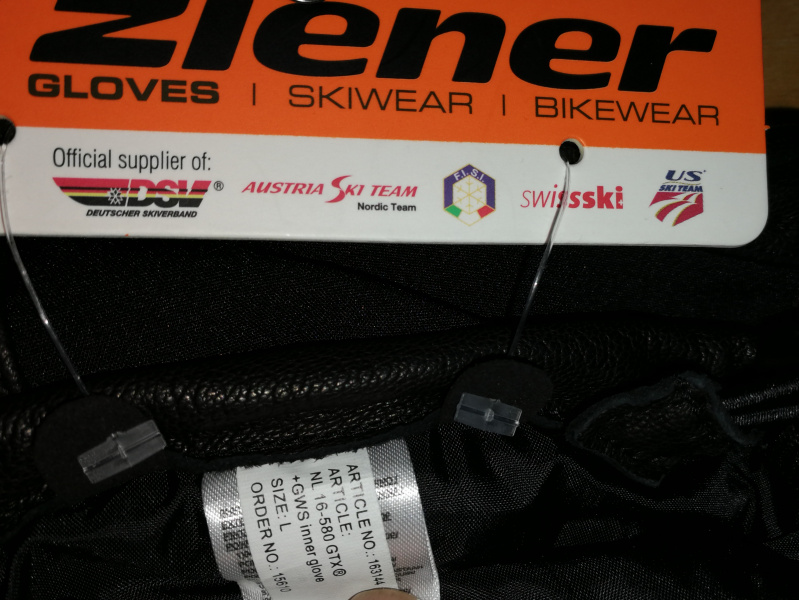 Ziener
GLOVES | SKIWEAR | BIKEWEAR
Official supplier of:
DSV®
DEUTSCHER SKIVERBAND
AUSTRIA SKI TEAM
Nordic Team
F.I.S.I.
swissski
US
SKI TEAM
ARTICLE NO.: 163144
ARTICLE:
NL 16-580 GTX®
+GWS inner glove
SIZE: L
ORDER NO.: 15610